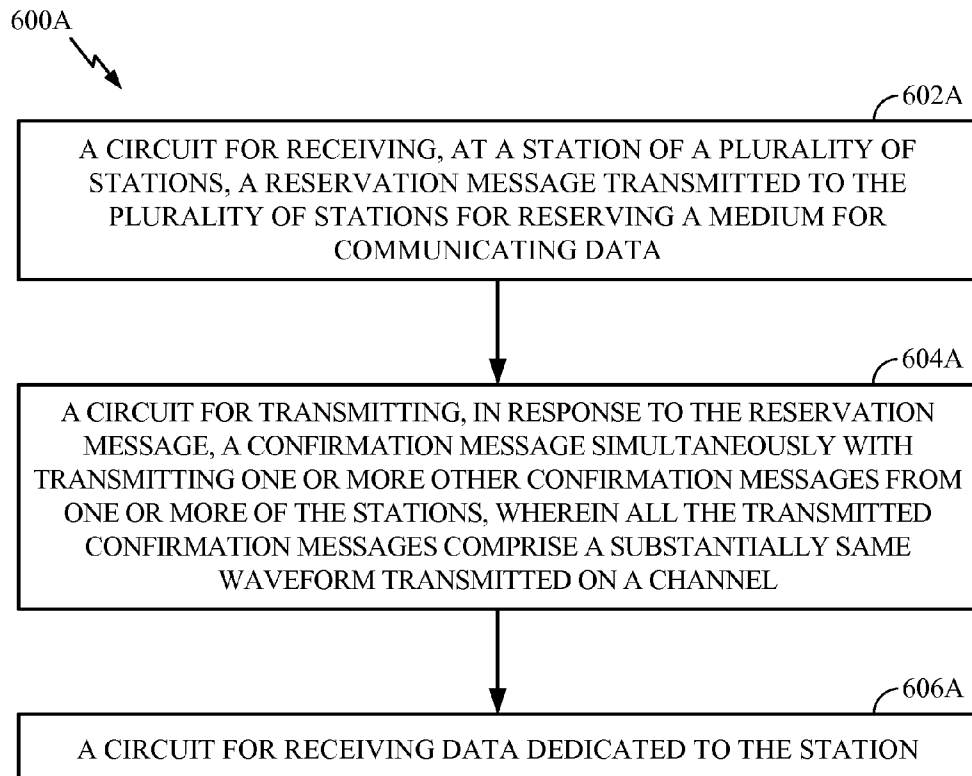 600A
602A
A CIRCUIT FOR RECEIVING, AT A STATION OF A PLURALITY OF
STATIONS, A RESERVATION MESSAGE TRANSMITTED TO THE
PLURALITY OF STATIONS FOR RESERVING A MEDIUM FOR
COMMUNICATING DATA
604A
A CIRCUIT FOR TRANSMITTING, IN RESPONSE TO THE RESERVATION
MESSAGE, A CONFIRMATION MESSAGE SIMULTANEOUSLY WITH
TRANSMITTING ONE OR MORE OTHER CONFIRMATION MESSAGES FROM
ONE OR MORE OF THE STATIONS, WHEREIN ALL THE TRANSMITTED
CONFIRMATION MESSAGES COMPRISE A SUBSTANTIALLY SAME
WAVEFORM TRANSMITTED ON A CHANNEL
606A
A CIRCUIT FOR RECEIVING DATA DEDICATED TO THE STATION